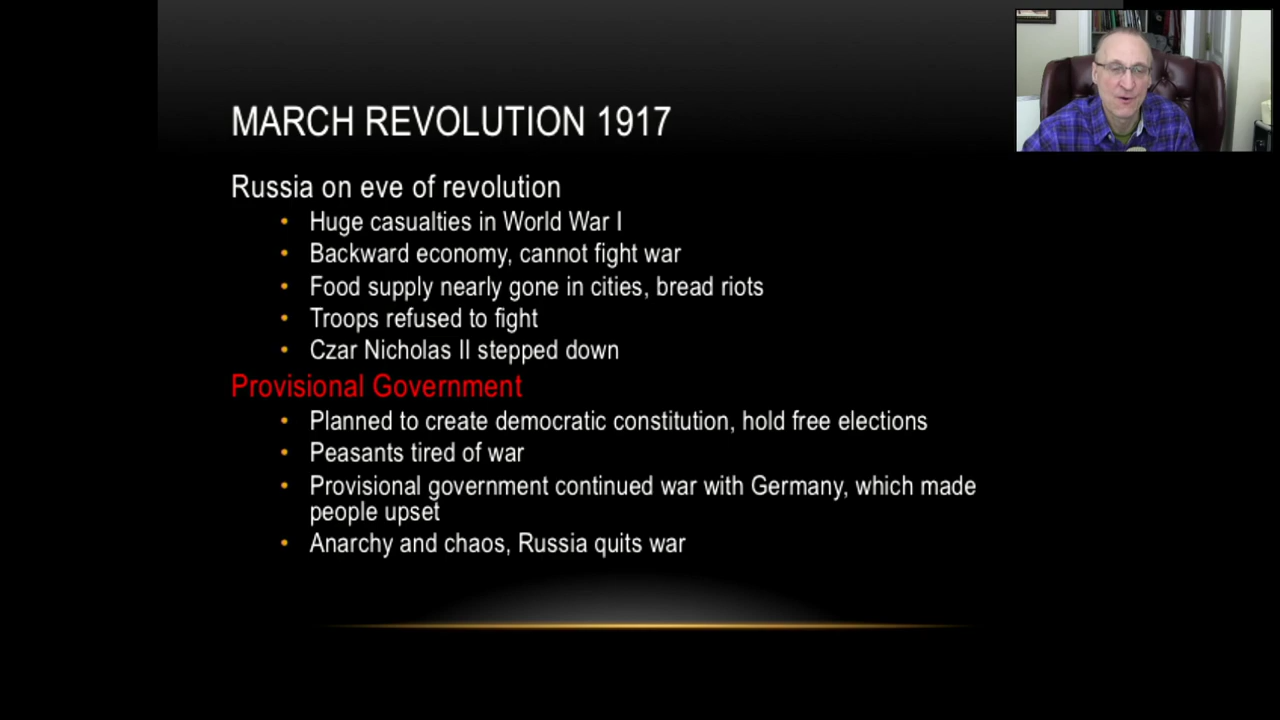 MARCH REVOLUTION 1917
Russia on eve of revolution
• Huge casualties in World War I
• Backward economy, cannot fight war
• Food supply nearly gone in cities, bread riots
• Troops refused to fight
• Czar Nicholas II stepped down
Provisional Government
• Planned to create democratic constitution, hold free elections
• Peasants tired of war
• Provisional government continued war with Germany, which made
people upset
• Anarchy and chaos, Russia quits war